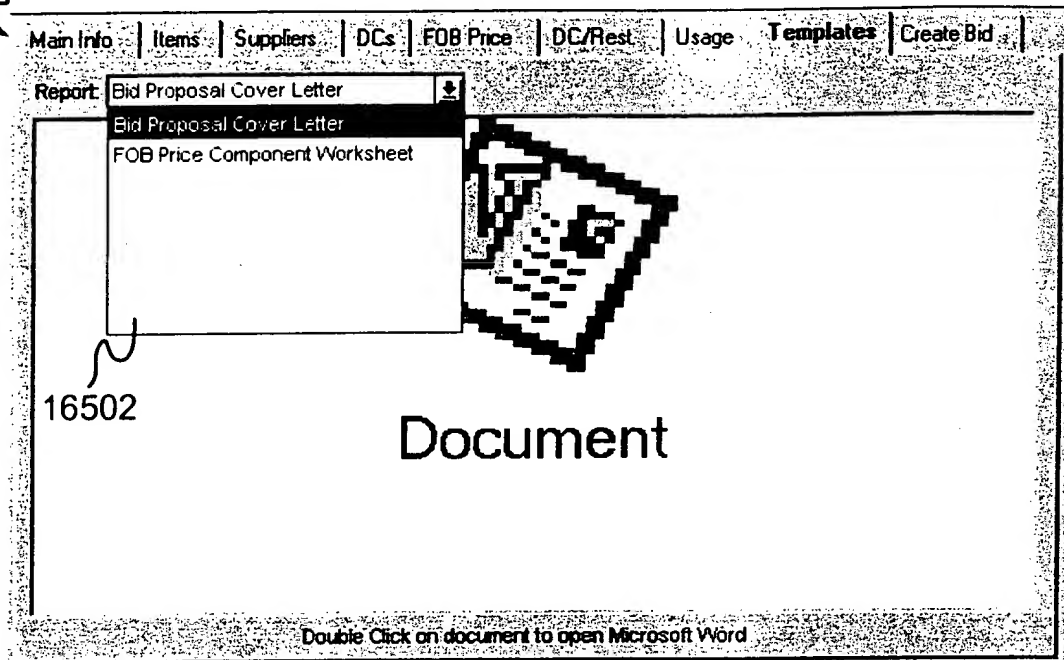 Main Info Items Suppliers DCs FOB Price DC/Rest. Usage Templates Create Bid
Report: Bid Proposal Cover Letter
Bid Proposal Cover Letter
FOB Price Component Worksheet
16502
Document
Double Click on document to open Microsoft Word